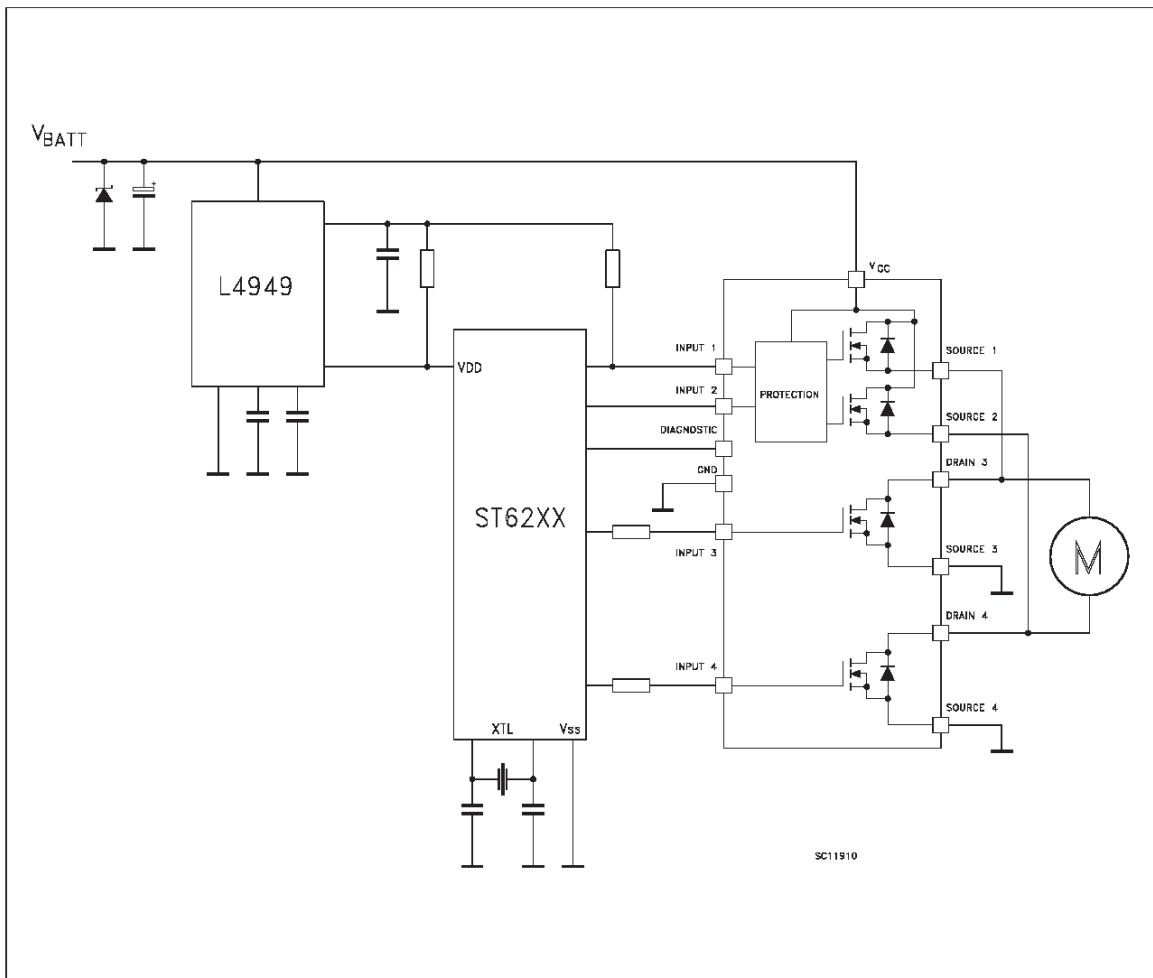 VBATT
L4949
VCC
VDD
INPUT 1
SOURCE 1
INPUT 2
PROTECTION
DIAGNOSTIC
SOURCE 2
GND
DRAIN 3
ST62XX
INPUT 3
SOURCE 3
M
DRAIN 4
INPUT 4
SOURCE 4
XTL
Vss
SC11910